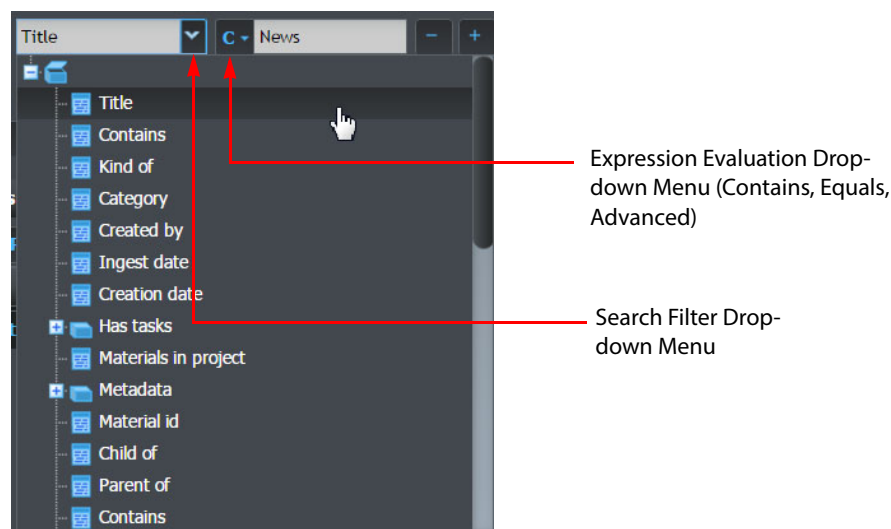 Title C News - +
Title
Contains
Kind of
Category
Created by
Ingest date
Creation date
Has tasks
Materials in project
Metadata
Material id
Child of
Parent of
Contains
Expression Evaluation Drop-
down Menu (Contains, Equals,
Advanced)
Search Filter Drop-
down Menu